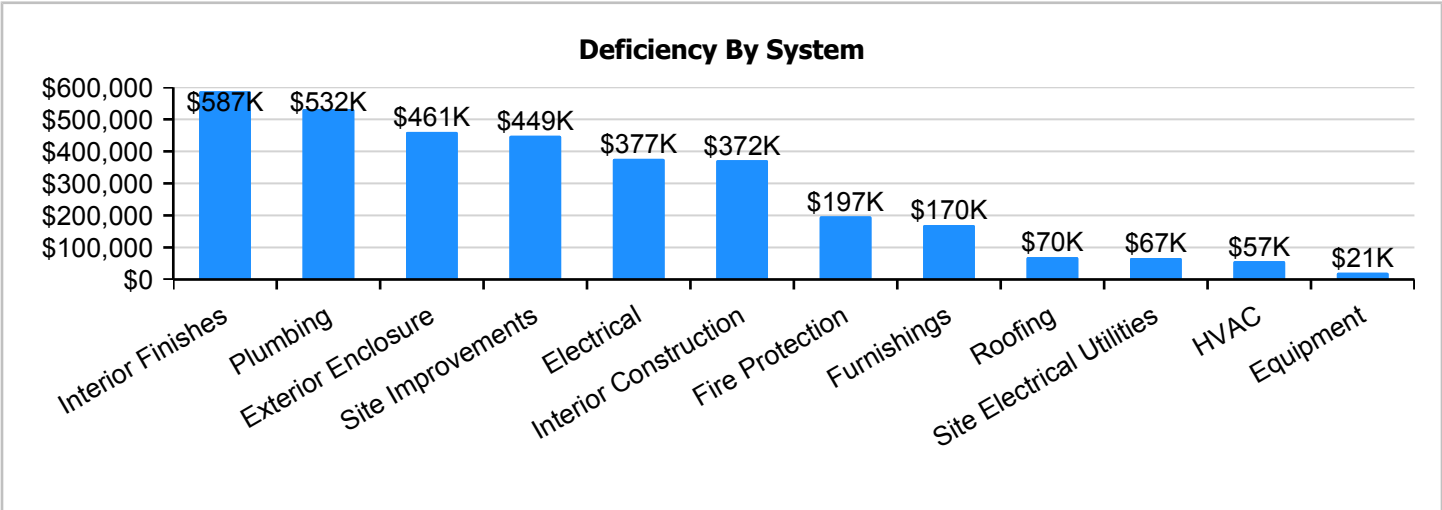 Deficiency By System
$600,000
$500,000
$400,000
$300,000
$200,000
$100,000
$0
$587K
$532K
$461K
$449K
$377K
$372K
$197K
$170K
$70K
$67K
$57K
$21K
Interior Finishes
Plumbing
Exterior Enclosure
Site Improvements
Electrical
Interior Construction
Fire Protection
Furnishings
Roofing
Site Electrical Utilities
HVAC
Equipment